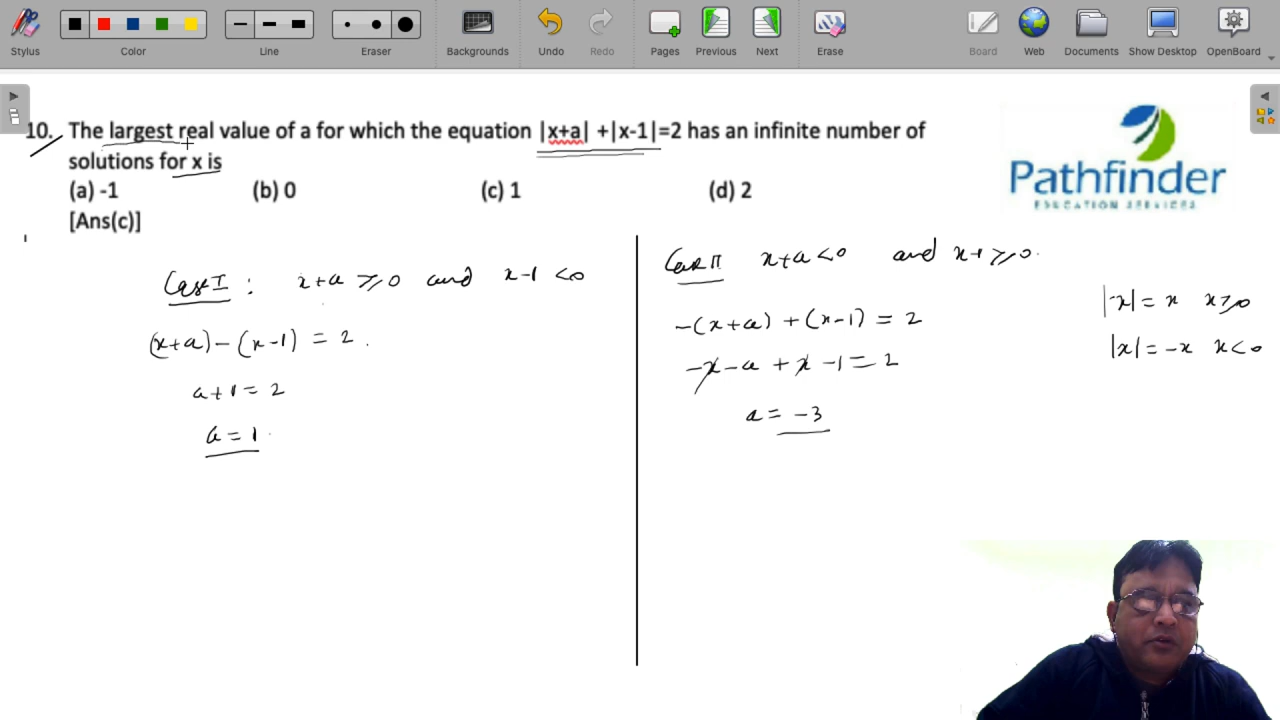 Stylus
Color
Line
Eraser
Backgrounds
Undo
Redo
Pages
Previous
Next
Erase
Board
Web
Documents
Show Desktop
OpenBoard
10. The largest real value of a for which the equation |x+a| +|x-1|=2 has an infinite number of
solutions for x is
(a) -1 (b) 0 (c) 1 (d) 2
[Ans(c)]
Pathfinder
EDUCATION SERVICES
Case I : x+a ≥ 0 and x-1 < 0
(x+a) - (x-1) = 2.
a+1 = 2
a = 1
Case II x+a < 0 and x-1 ≥ 0.
-(x+a) + (x-1) = 2
-x-a + x-1 = 2
a = -3
|x| = x x ≥ 0
|x| = -x x < 0